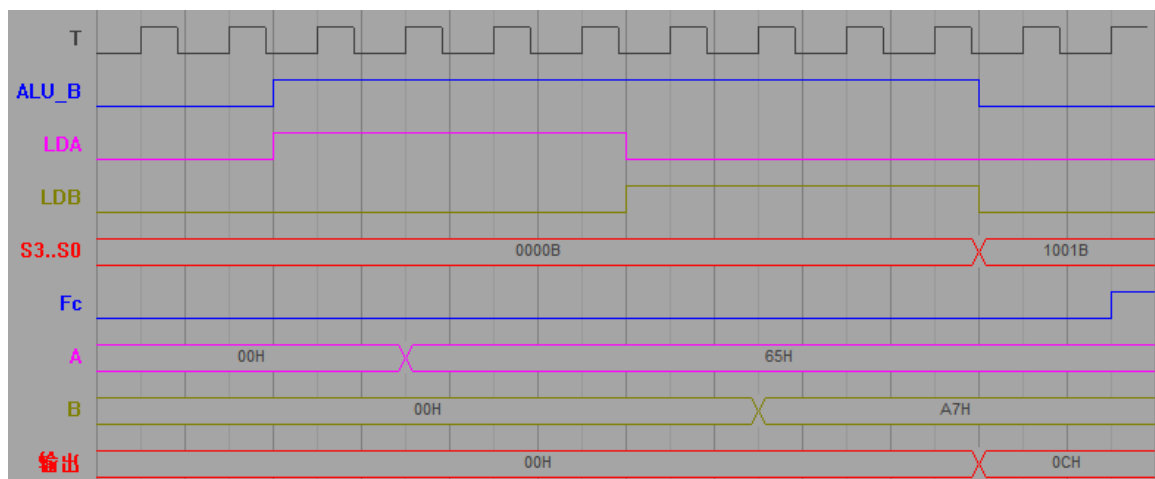 T
ALU_B
LDA
LDB
S3..S0 0000B 1001B
Fc
A 00H 65H
B 00H A7H
输出 00H 0CH